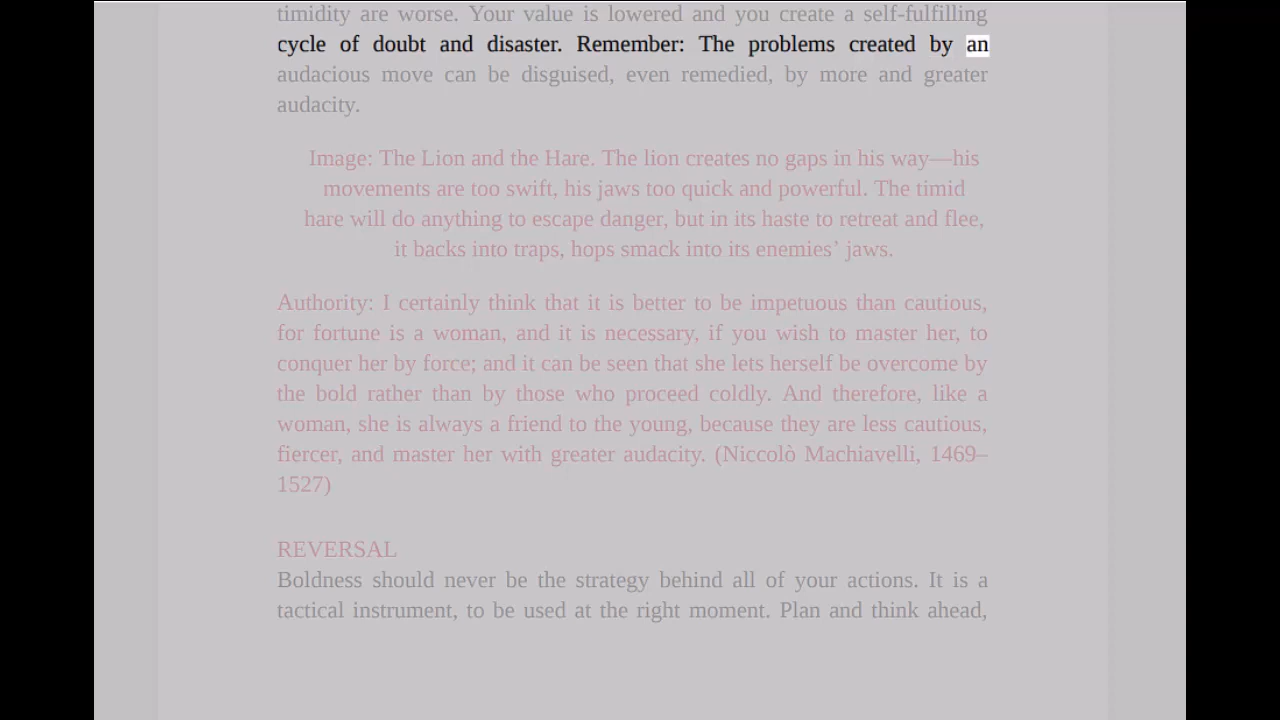 timidity are worse. Your value is lowered and you create a self-fulfilling
cycle of doubt and disaster. Remember: The problems created by an
audacious move can be disguised, even remedied, by more and greater
audacity.
Image: The Lion and the Hare. The lion creates no gaps in his way—his
movements are too swift, his jaws too quick and powerful. The timid
hare will do anything to escape danger, but in its haste to retreat and flee,
it backs into traps, hops smack into its enemies’ jaws.
Authority: I certainly think that it is better to be impetuous than cautious,
for fortune is a woman, and it is necessary, if you wish to master her, to
conquer her by force; and it can be seen that she lets herself be overcome by
the bold rather than by those who proceed coldly. And therefore, like a
woman, she is always a friend to the young, because they are less cautious,
fiercer, and master her with greater audacity. (Niccolò Machiavelli, 1469–
1527)
REVERSAL
Boldness should never be the strategy behind all of your actions. It is a
tactical instrument, to be used at the right moment. Plan and think ahead,